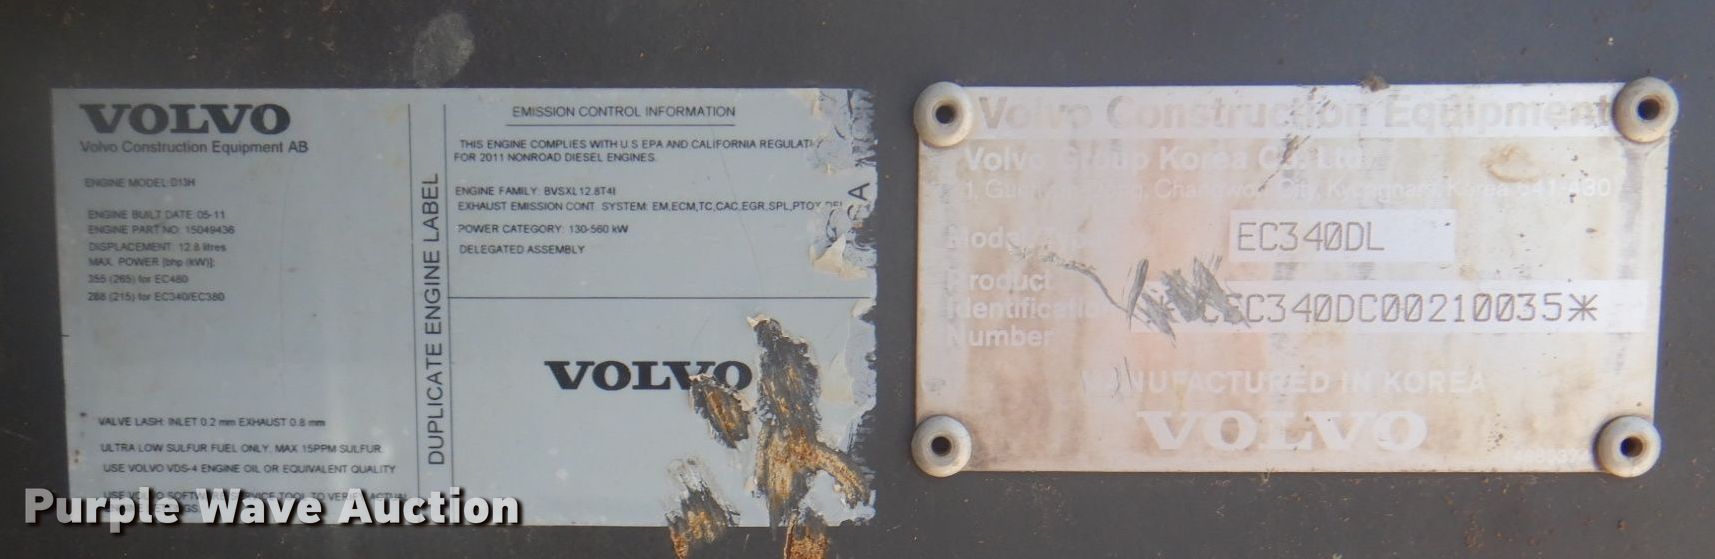 VOLVO
Volvo Construction Equipment AB
ENGINE MODEL: D13H
ENGINE BUILT DATE: 05-11
ENGINE PART NO: 15049436
DISPLACEMENT: 12.8 litres
MAX. POWER [bhp (kW)]:
355 (265) for EC480
288 (215) for EC340/EC380
VALVE LASH: INLET 0.2 mm EXHAUST 0.8 mm
ULTRA LOW SULFUR FUEL ONLY, MAX 15PPM SULFUR
USE VOLVO VDS-4 ENGINE OIL OR EQUIVALENT QUALITY
USE VOLVO SERVICE TOOL TO
DUPLICATE ENGINE LABEL
EMISSION CONTROL INFORMATION
THIS ENGINE COMPLIES WITH U S EPA AND CALIFORNIA
FOR 2011 NONROAD DIESEL ENGINES.
ENGINE FAMILY: BVSXL12.8T4I
EXHAUST EMISSION CONT. SYSTEM: EM,ECM,TC,CAC,EGR,SPL,PTOX
POWER CATEGORY: 130-560 kW
DELEGATED ASSEMBLY
VOLVO
Volvo Construction Equipment
Volvo Group Korea Co., Ltd.
EC340DL
Product
Identification
Number
EC340DC00210035*
MANUFACTURED IN KOREA
VOLVO
Purple Wave Auction